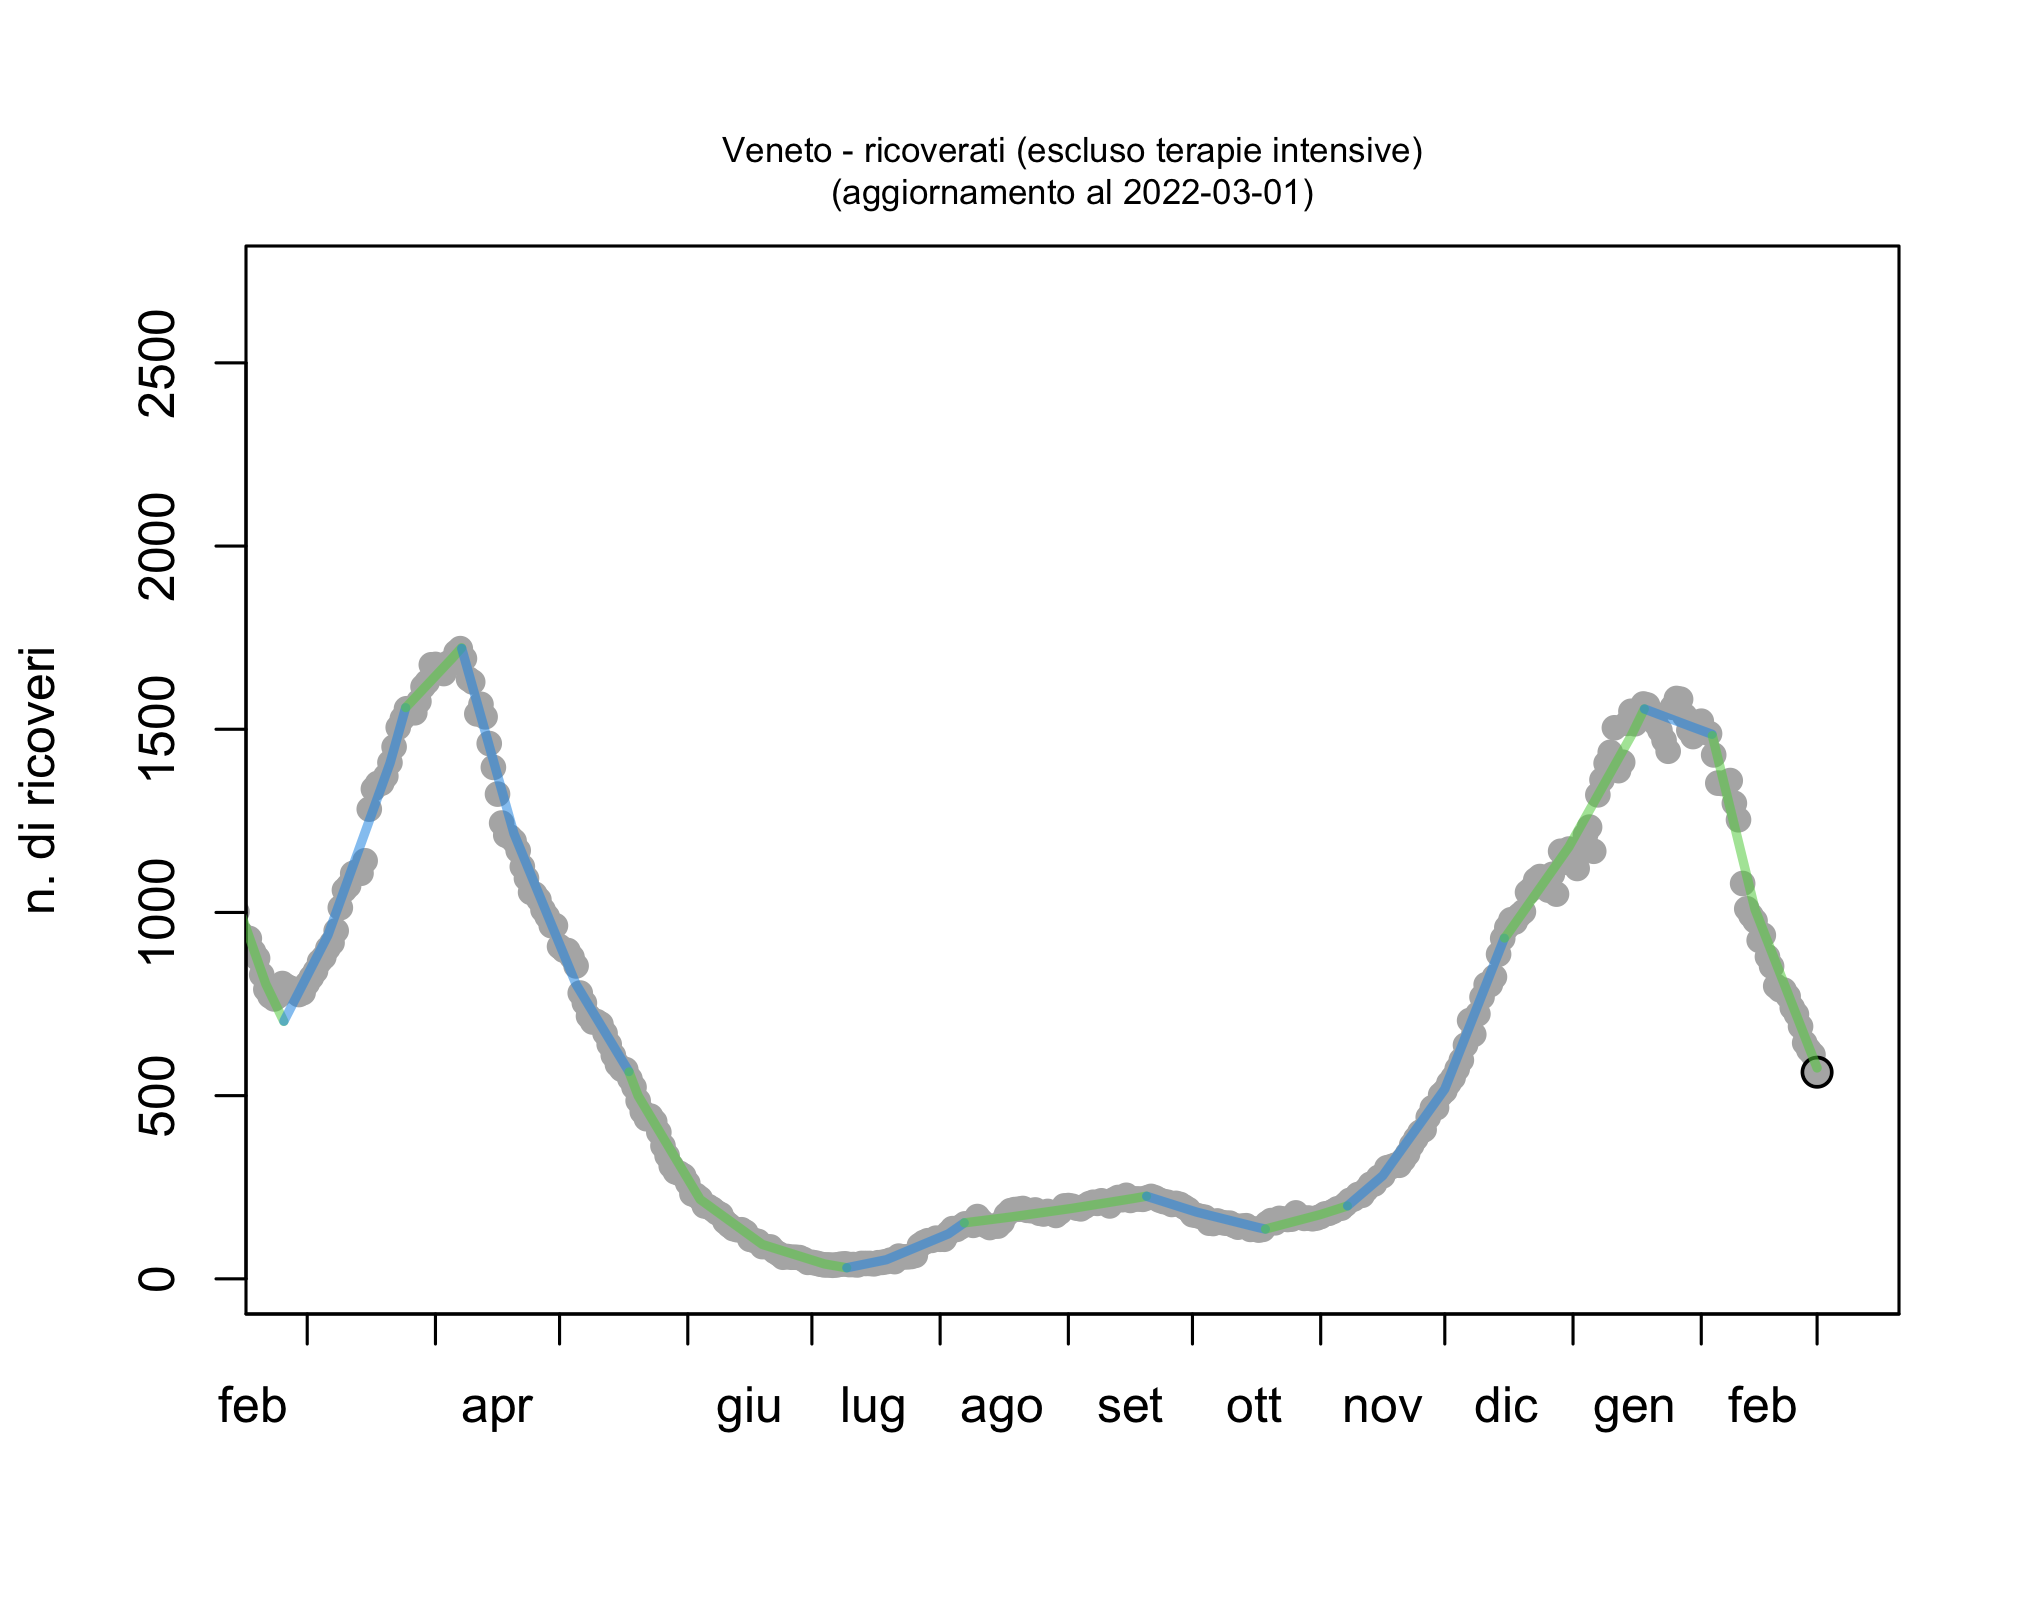 Veneto - ricoverati (escluso terapie intensive)
(aggiornamento al 2022-03-01)
n. di ricoveri
2500
2000
1500
1000
500
0
feb apr giu lug ago set ott nov dic gen feb